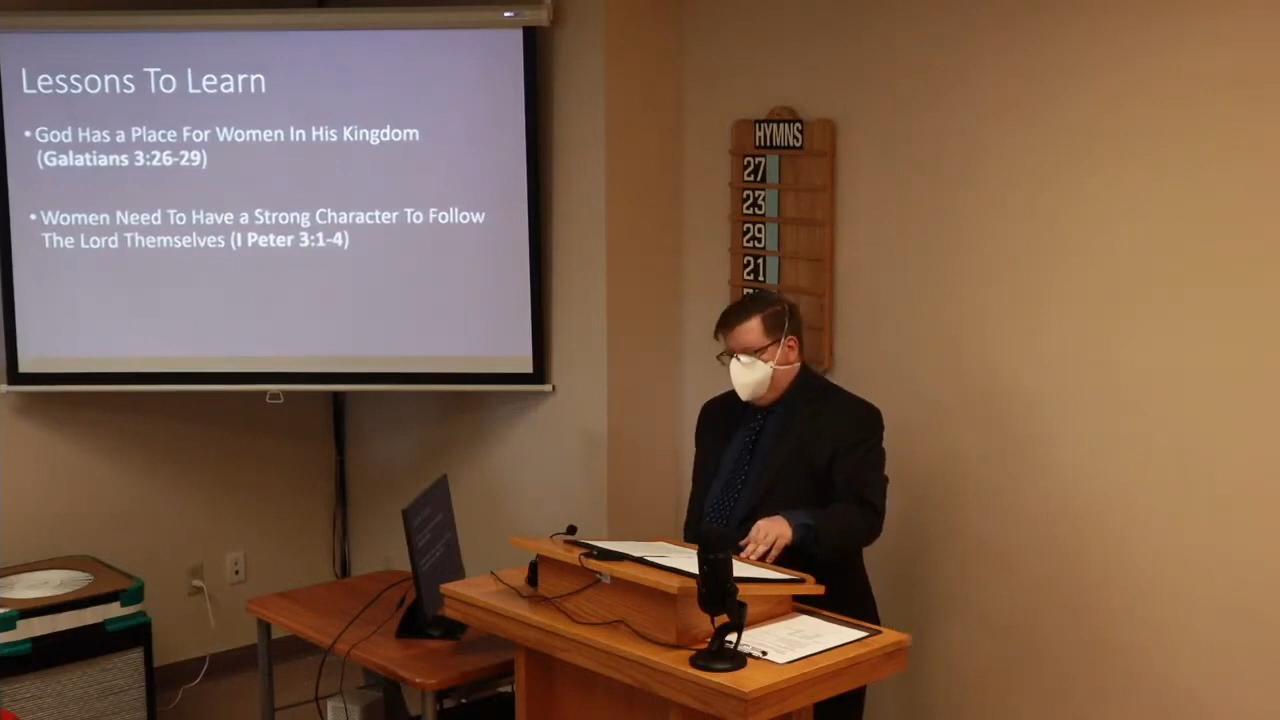 Lessons To Learn
• God Has a Place For Women In His Kingdom
(Galatians 3:26-29)
• Women Need To Have a Strong Character To Follow
The Lord Themselves (I Peter 3:1-4)
HYMNS
27
23
29
21